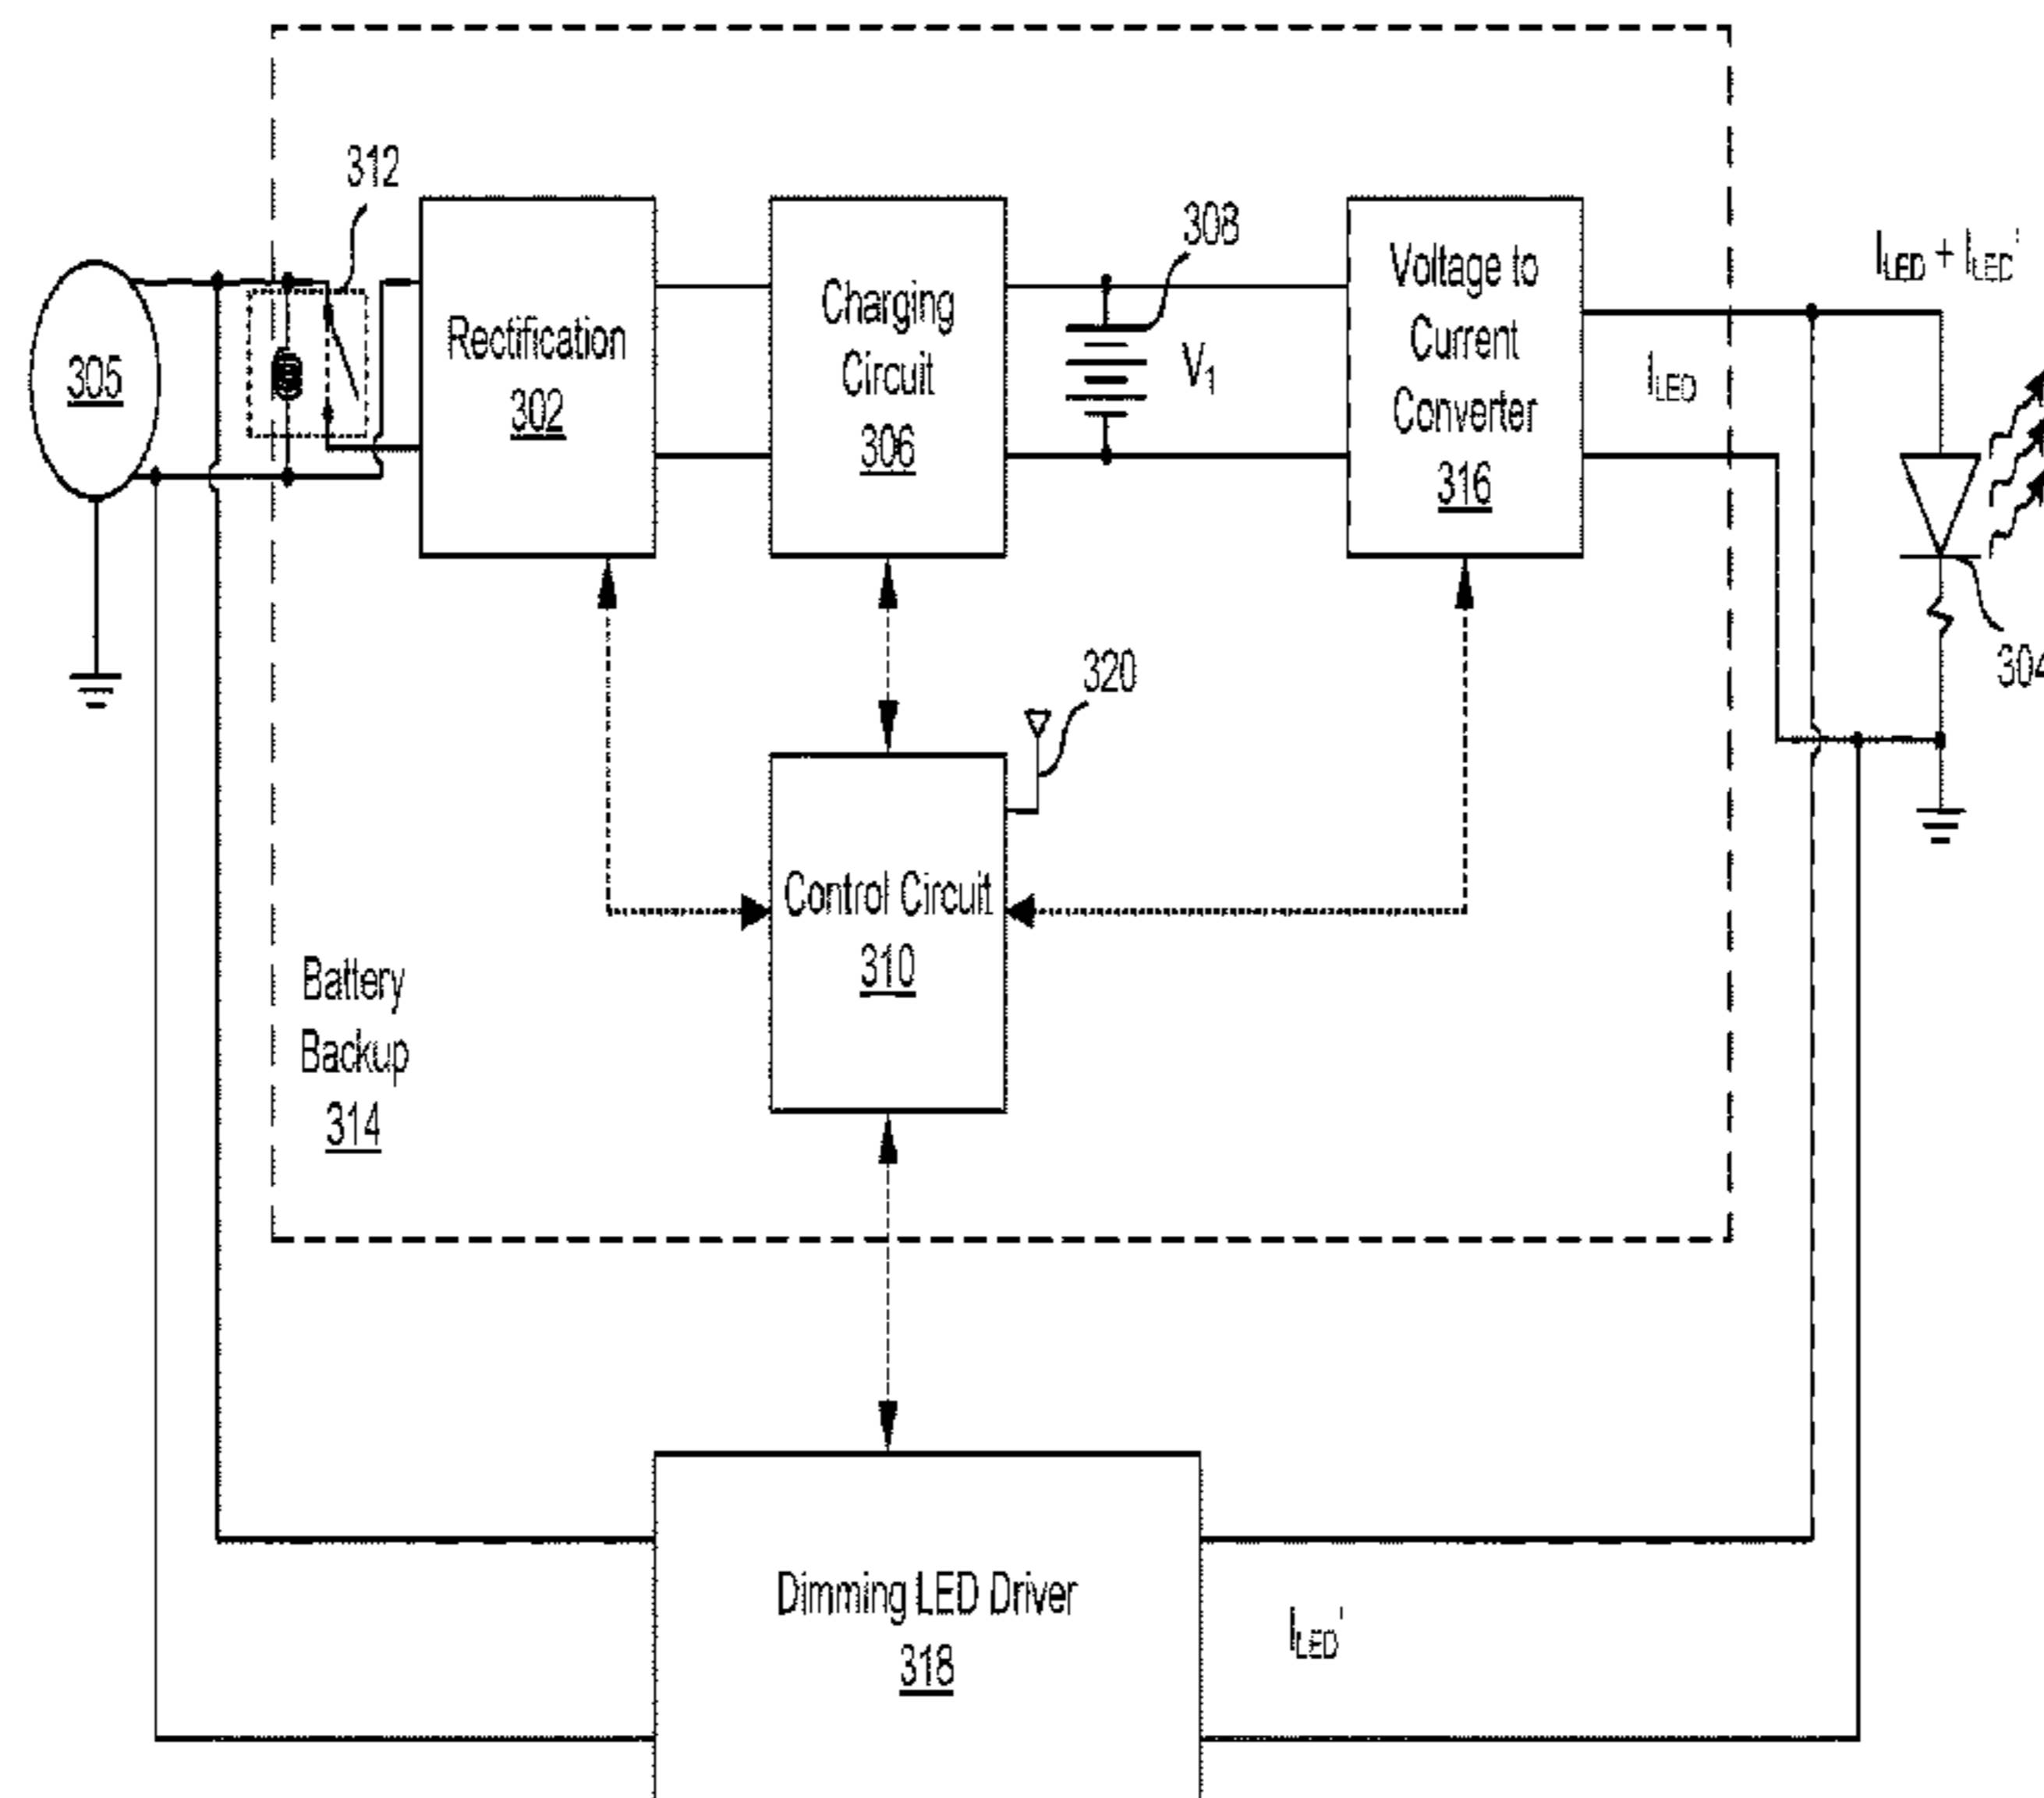 312
305
Rectification
302
Charging
Circuit
306
308
V1
Voltage to
Current
Converter
316
ILED
ILED + ILED'
304
320
Control Circuit
310
Battery
Backup
314
Dimming LED Driver
318
ILED'